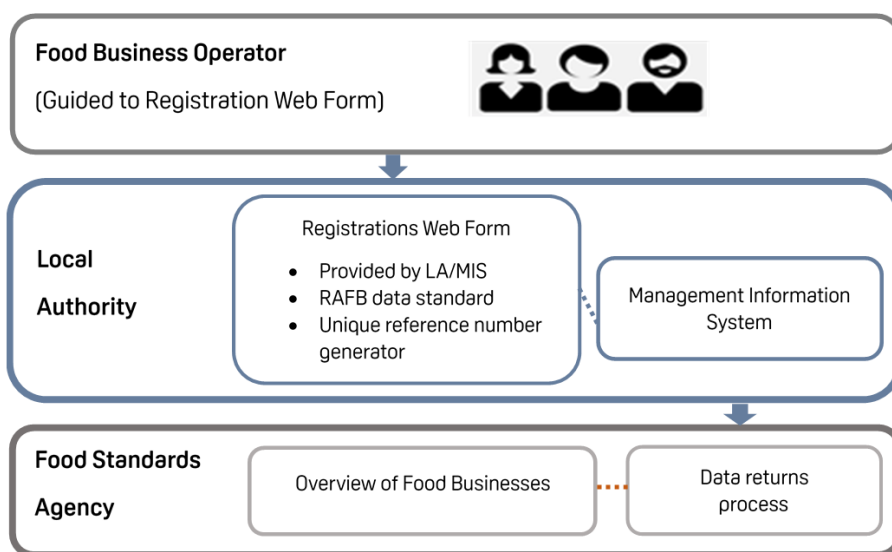 Food Business Operator
(Guided to Registration Web Form)
Local
Authority
Registrations Web Form
• Provided by LA/MIS
• RAFB data standard
• Unique reference number
generator
Management Information
System
Food Standards
Agency
Overview of Food Businesses
Data returns
process